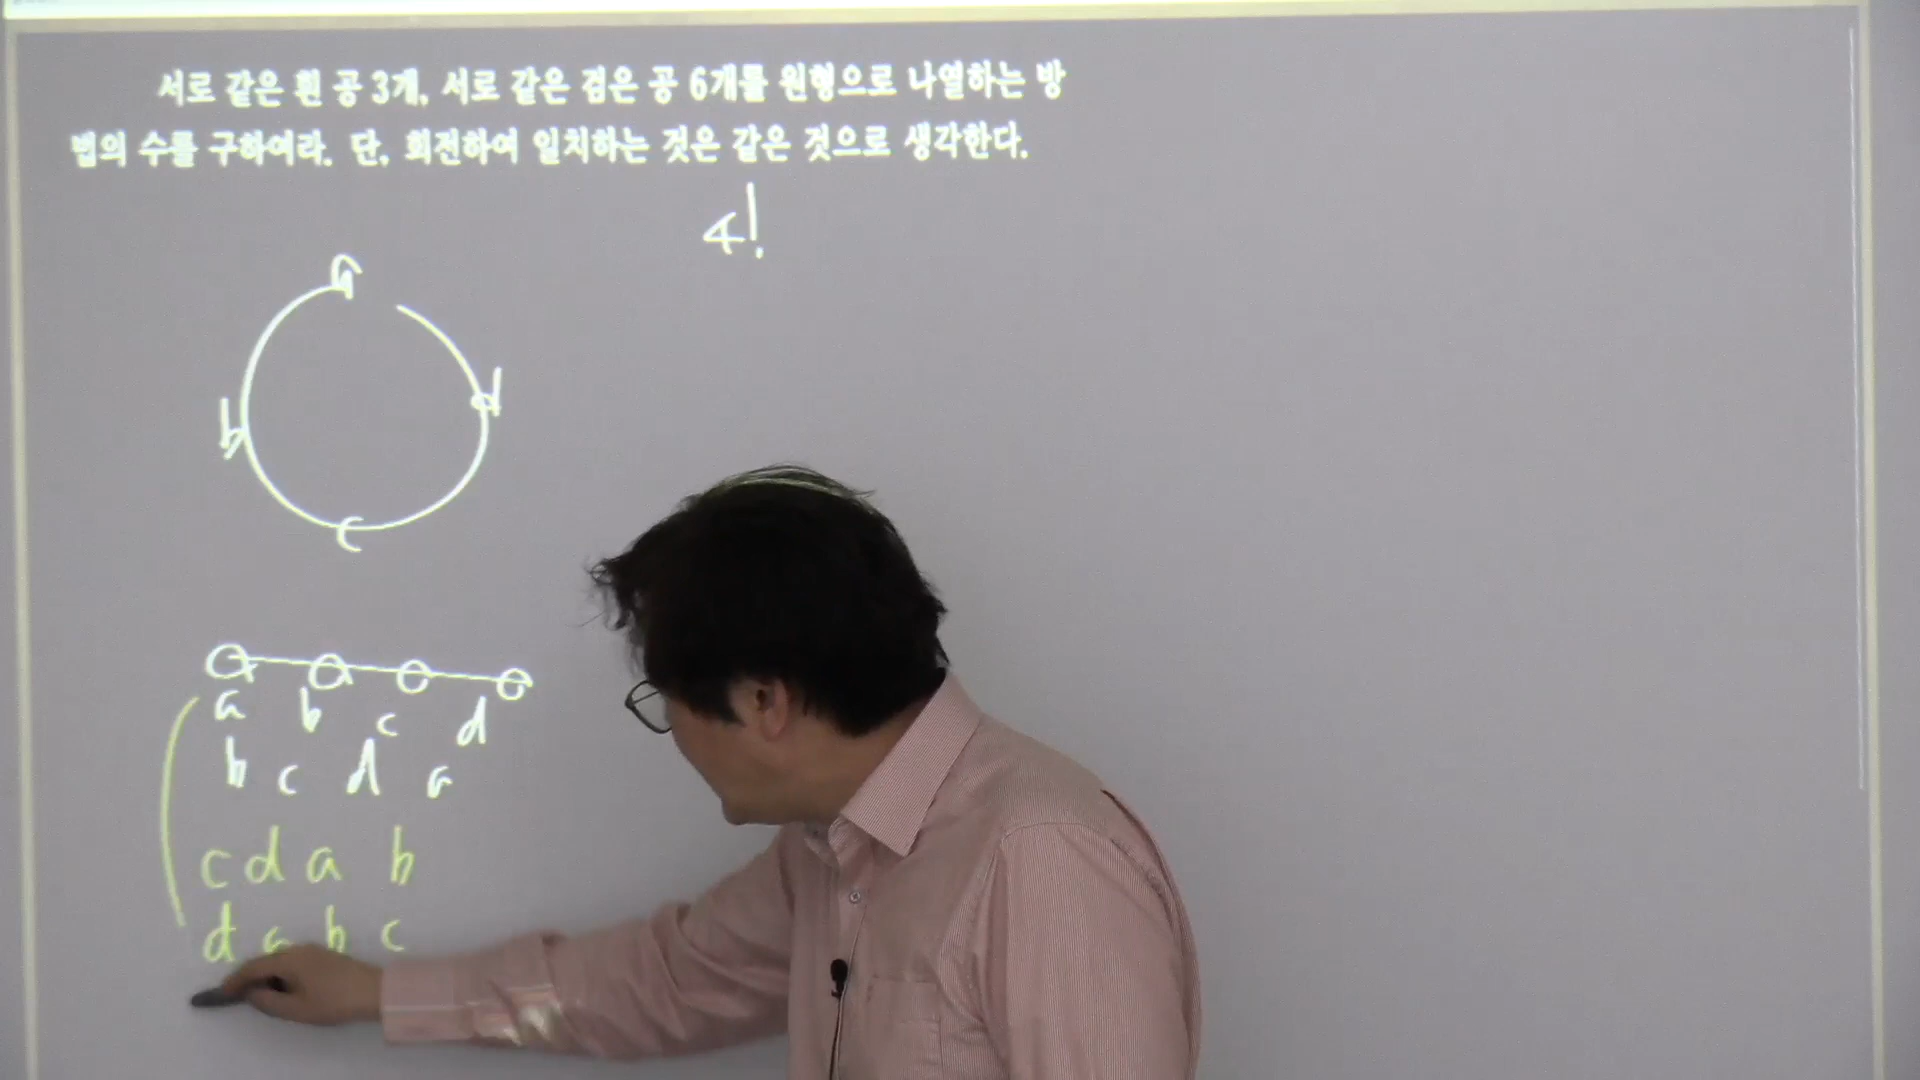 서로 같은 흰 공 3개, 서로 같은 검은 공 6개를 원형으로 나열하는 방
법의 수를 구하여라. 단, 회전하여 일치하는 것은 같은 것으로 생각한다.
4!
a
d
b
c
a b c d
b c d a
c d a b
d a b c